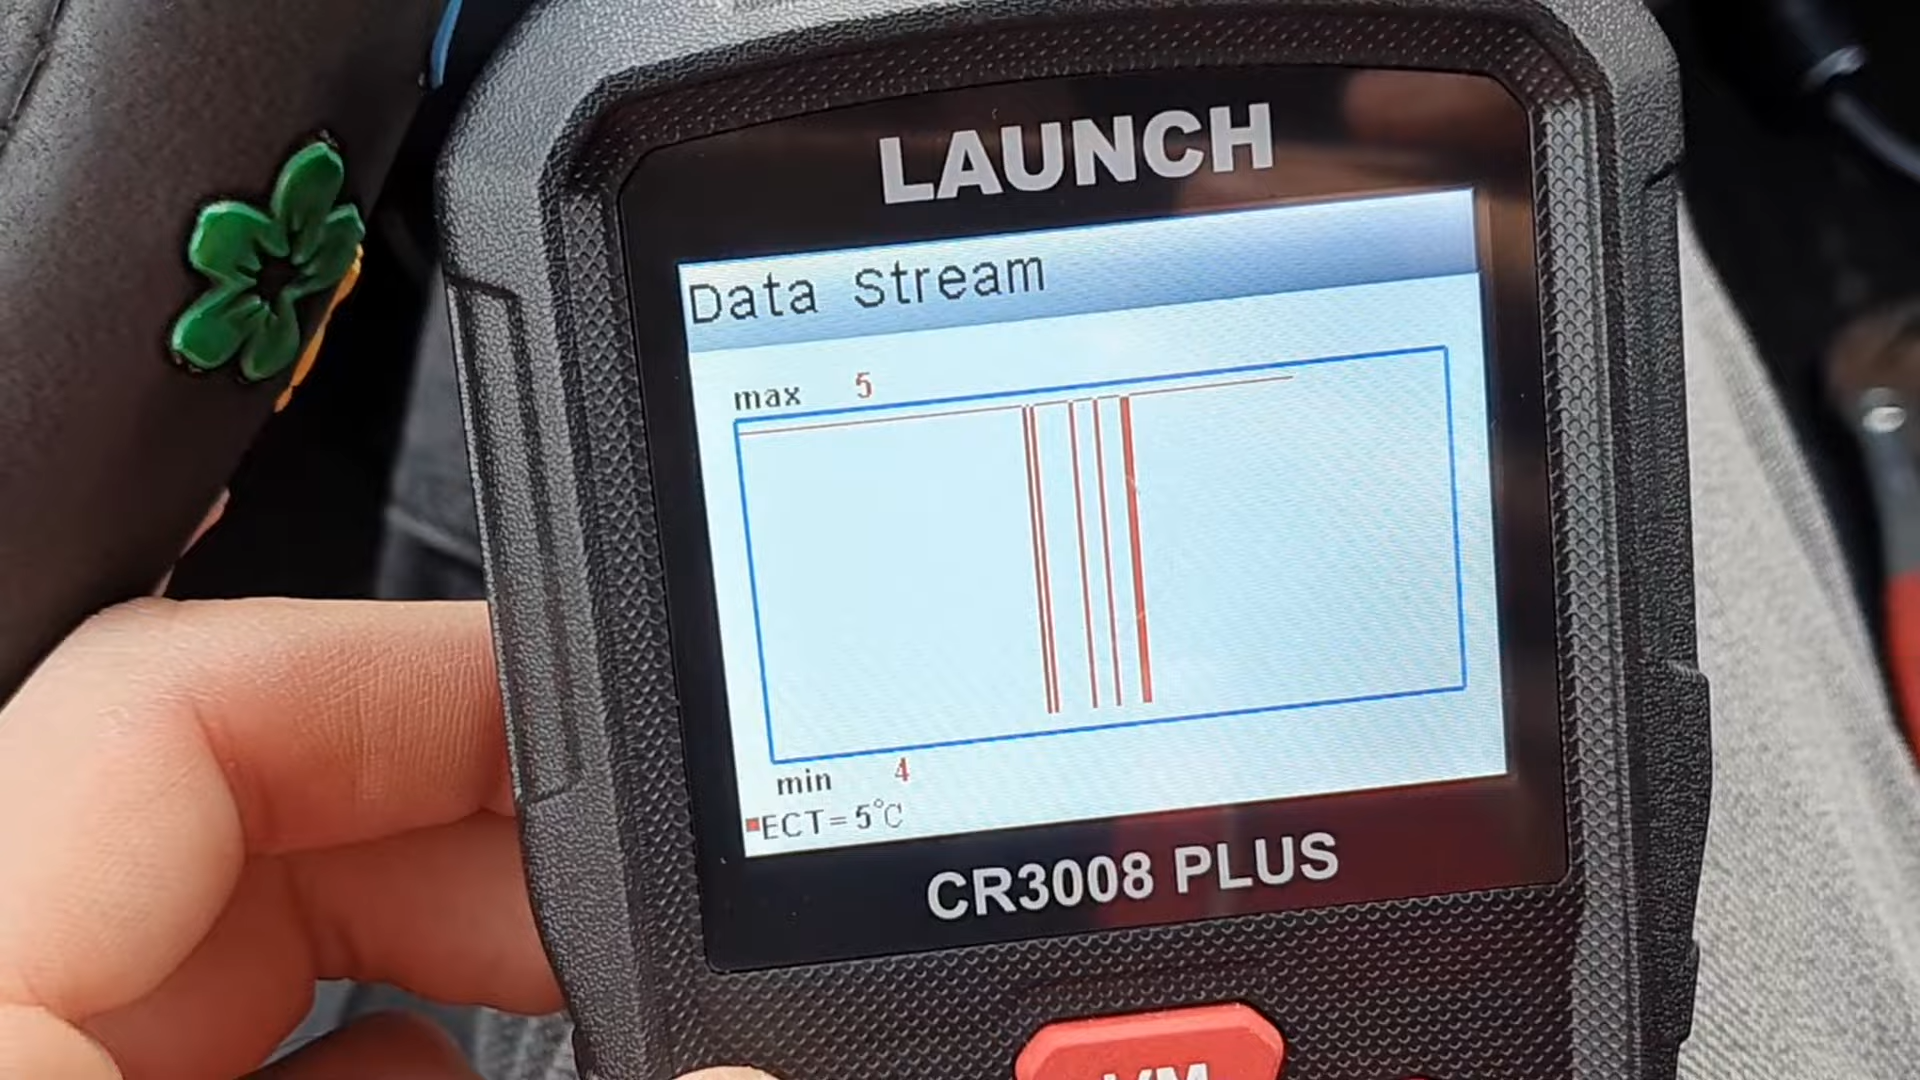 LAUNCH
Data Stream
max 5
min 4
ECT=5℃
CR3008 PLUS
I/M